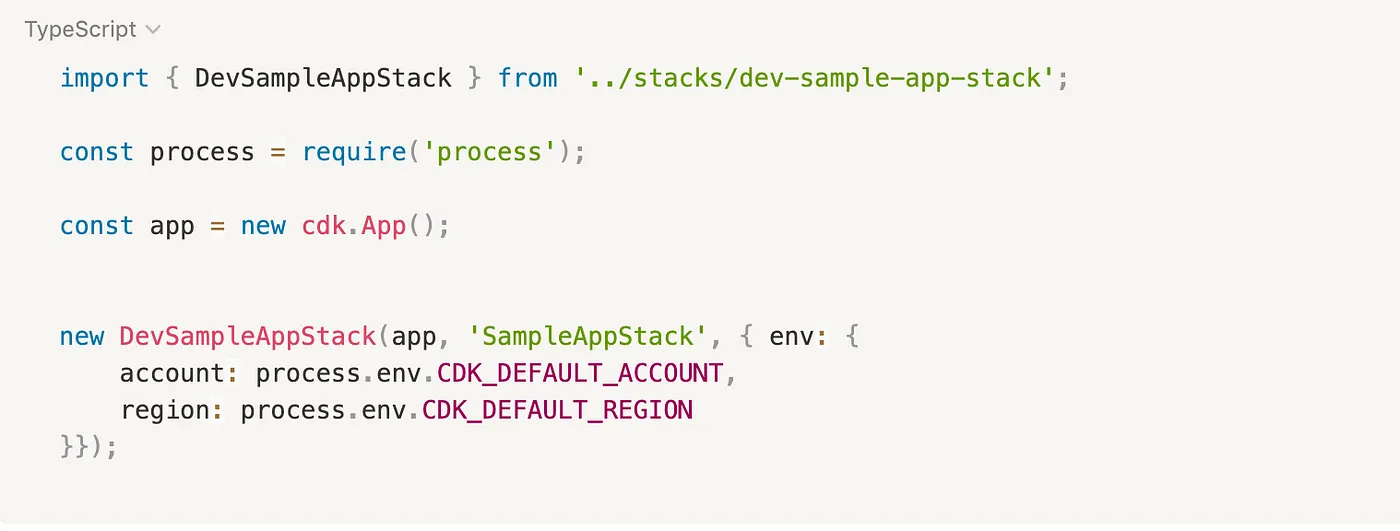 TypeScript
import { DevSampleAppStack } from '../stacks/dev-sample-app-stack';
const process = require('process');
const app = new cdk.App();
new DevSampleAppStack(app, 'SampleAppStack', { env: {
    account: process.env.CDK_DEFAULT_ACCOUNT,
    region: process.env.CDK_DEFAULT_REGION
}});